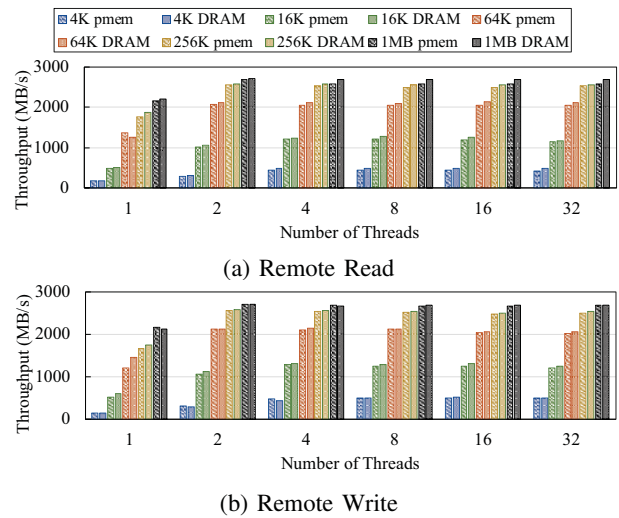 4K pmem 4K DRAM 16K pmem 16K DRAM 64K pmem
64K DRAM 256K pmem 256K DRAM 1MB pmem 1MB DRAM
3000
2000
1000
0
Throughput (MB/s)
1 2 4 8 16 32
Number of Threads
(a) Remote Read
3000
2000
1000
0
Throughput (MB/s)
1 2 4 8 16 32
Number of Threads
(b) Remote Write